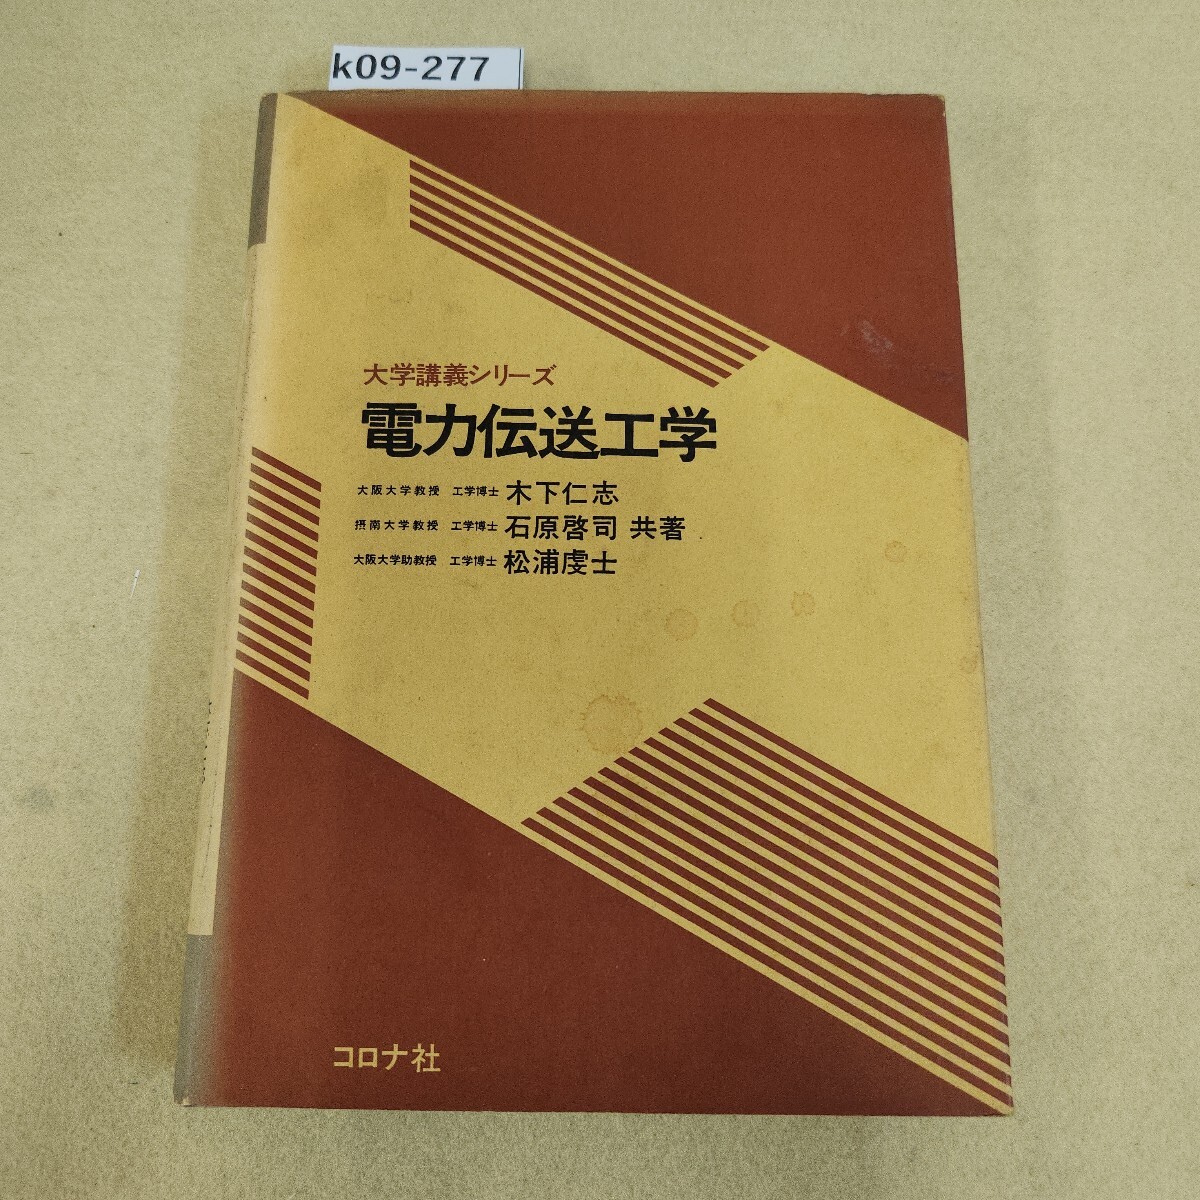 k09-277
大学講義シリーズ
電力伝送工学
大阪大学教授 工学博士 木下仁志
摂南大学教授 工学博士 石原啓司 共著
大阪大学助教授 工学博士 松浦虔士
コロナ社